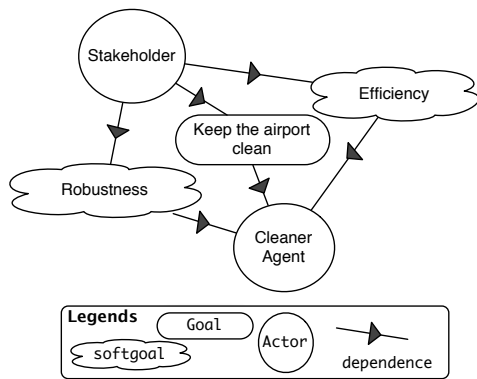 Stakeholder
Efficiency
Keep the airport
clean
Robustness
Cleaner
Agent
Legends
Goal
softgoal
Actor
dependence